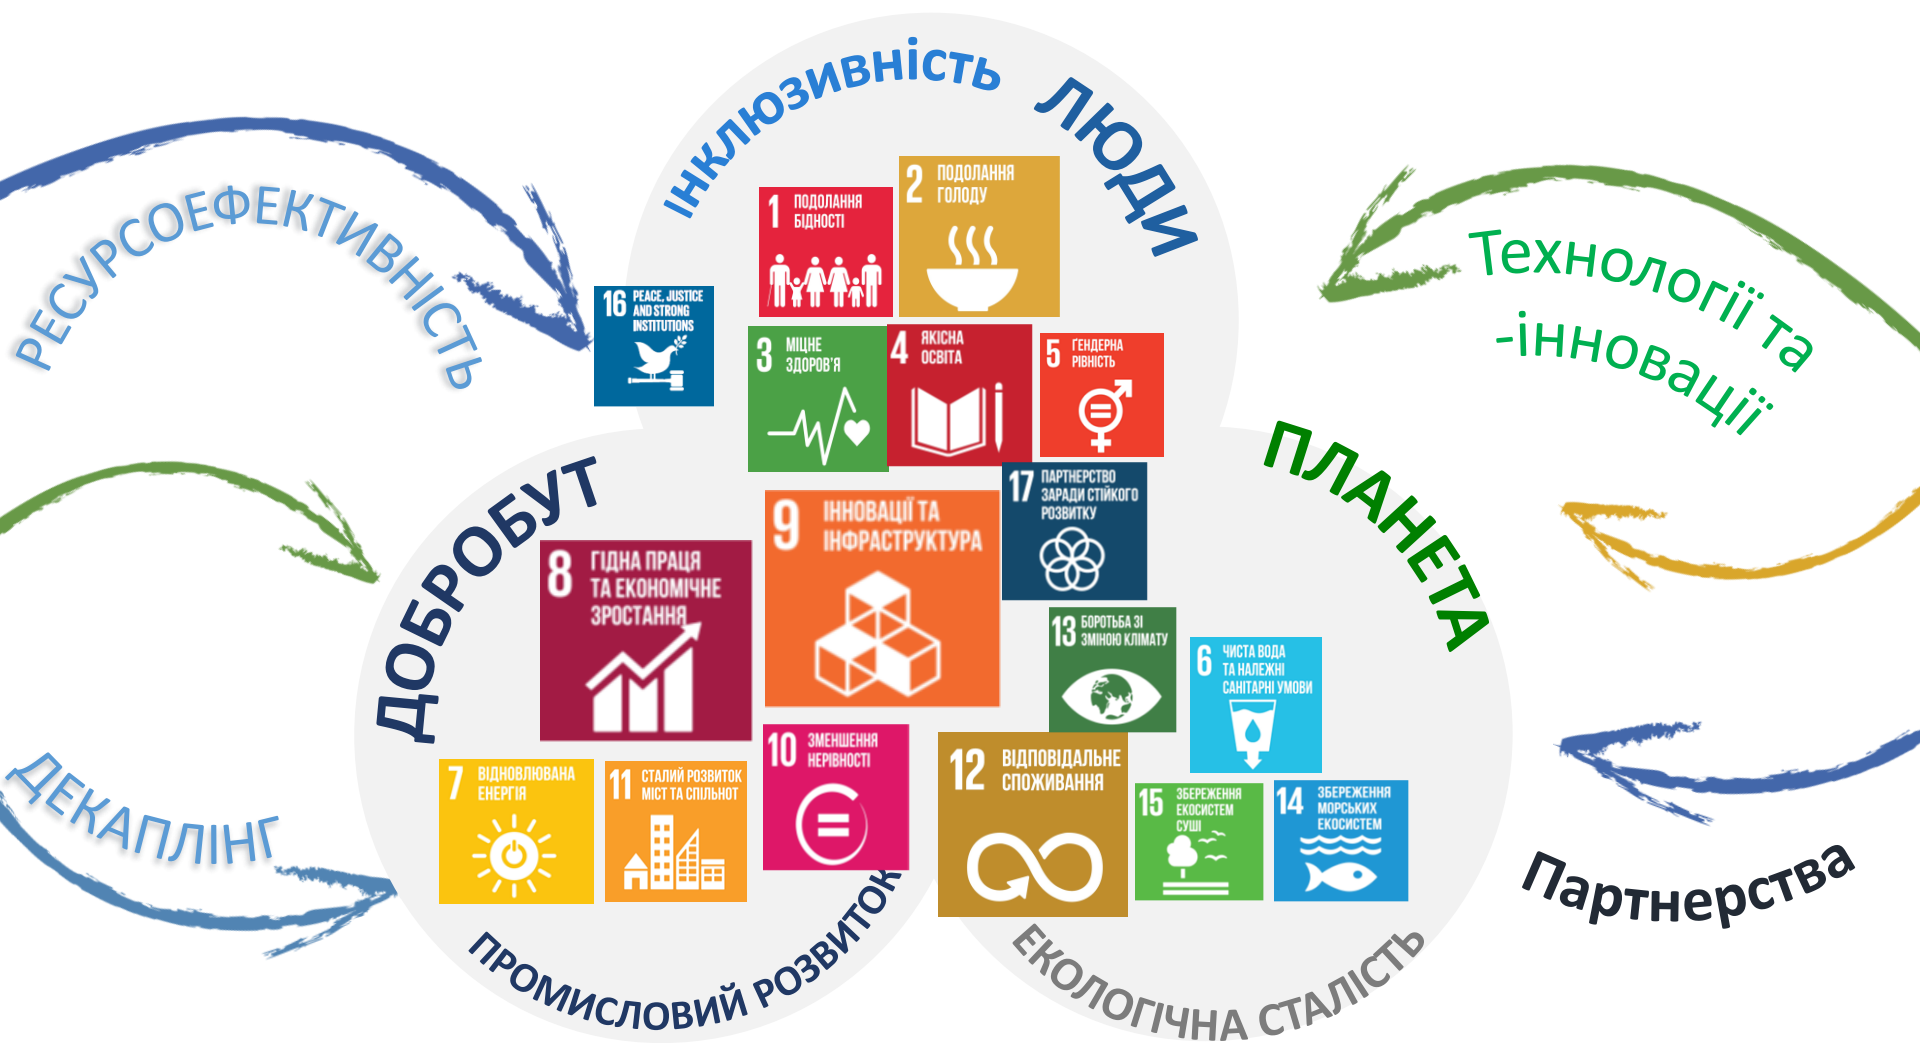 ІНКЛЮЗИВНІСТЬ
ЛЮДИ
РЕСУРСОЕФЕКТИВНІСТЬ
Технології та
-інновації
1 ПОДОЛАННЯ
БІДНОСТІ
2 ПОДОЛАННЯ
ГОЛОДУ
16 PEACE, JUSTICE
AND STRONG
INSTITUTIONS
3 МІЦНЕ
ЗДОРОВ'Я
4 ЯКІСНА
ОСВІТА
5 ҐЕНДЕРНА
РІВНІСТЬ
ДОБРОБУТ
ПЛАНЕТА
17 ПАРТНЕРСТВО
ЗАРАДИ СТІЙКОГО
РОЗВИТКУ
8 ГІДНА ПРАЦЯ
ТА ЕКОНОМІЧНЕ
ЗРОСТАННЯ
9 ІННОВАЦІЇ ТА
ІНФРАСТРУКТУРА
13 БОРОТЬБА ЗІ
ЗМІНОЮ КЛІМАТУ
6 ЧИСТА ВОДА
ТА НАЛЕЖНІ
САНІТАРНІ УМОВИ
7 ВІДНОВЛЮВАНА
ЕНЕРГІЯ
11 СТАЛИЙ РОЗВИТОК
МІСТ ТА СПІЛЬНОТ
10 ЗМЕНШЕННЯ
НЕРІВНОСТІ
12 ВІДПОВІДАЛЬНЕ
СПОЖИВАННЯ
15 ЗБЕРЕЖЕННЯ
ЕКОСИСТЕМ
СУШІ
14 ЗБЕРЕЖЕННЯ
МОРСЬКИХ
ЕКОСИСТЕМ
ДЕКАПЛІНГ
Партнерства
ПРОМИСЛОВИЙ РОЗВИТОК
ЕКОЛОГІЧНА СТАЛІСТЬ